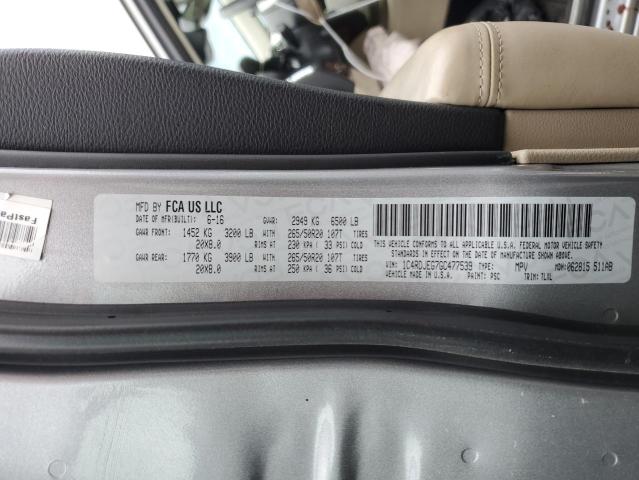 MFD BY FCA US LLC
DATE OF MFR(BUILT): 6-16 GVWR: 2949 KG 6500 LB
GAWR FRONT: 1452 KG 3200 LB WITH 265/50R20 107T TIRES
20X8.0 RIMS AT 230 KPA ( 33 PSI) COLD
GAWR REAR: 1770 KG 3900 LB WITH 265/50R20 107T TIRES
20X8.0 RIMS AT 250 KPA ( 36 PSI) COLD
THIS VEHICLE CONFORMS TO ALL APPLICABLE U.S.A. FEDERAL MOTOR VEHICLE SAFETY
STANDARDS IN EFFECT ON THE DATE OF MANUFACTURE SHOWN ABOVE.
VIN: 1C4RDJEG7GC477539 TYPE: MPV MDH: 062815 511AB
VEHICLE MADE IN U.S.A. PAINT: PSC TRIM: TLXL
FastPa